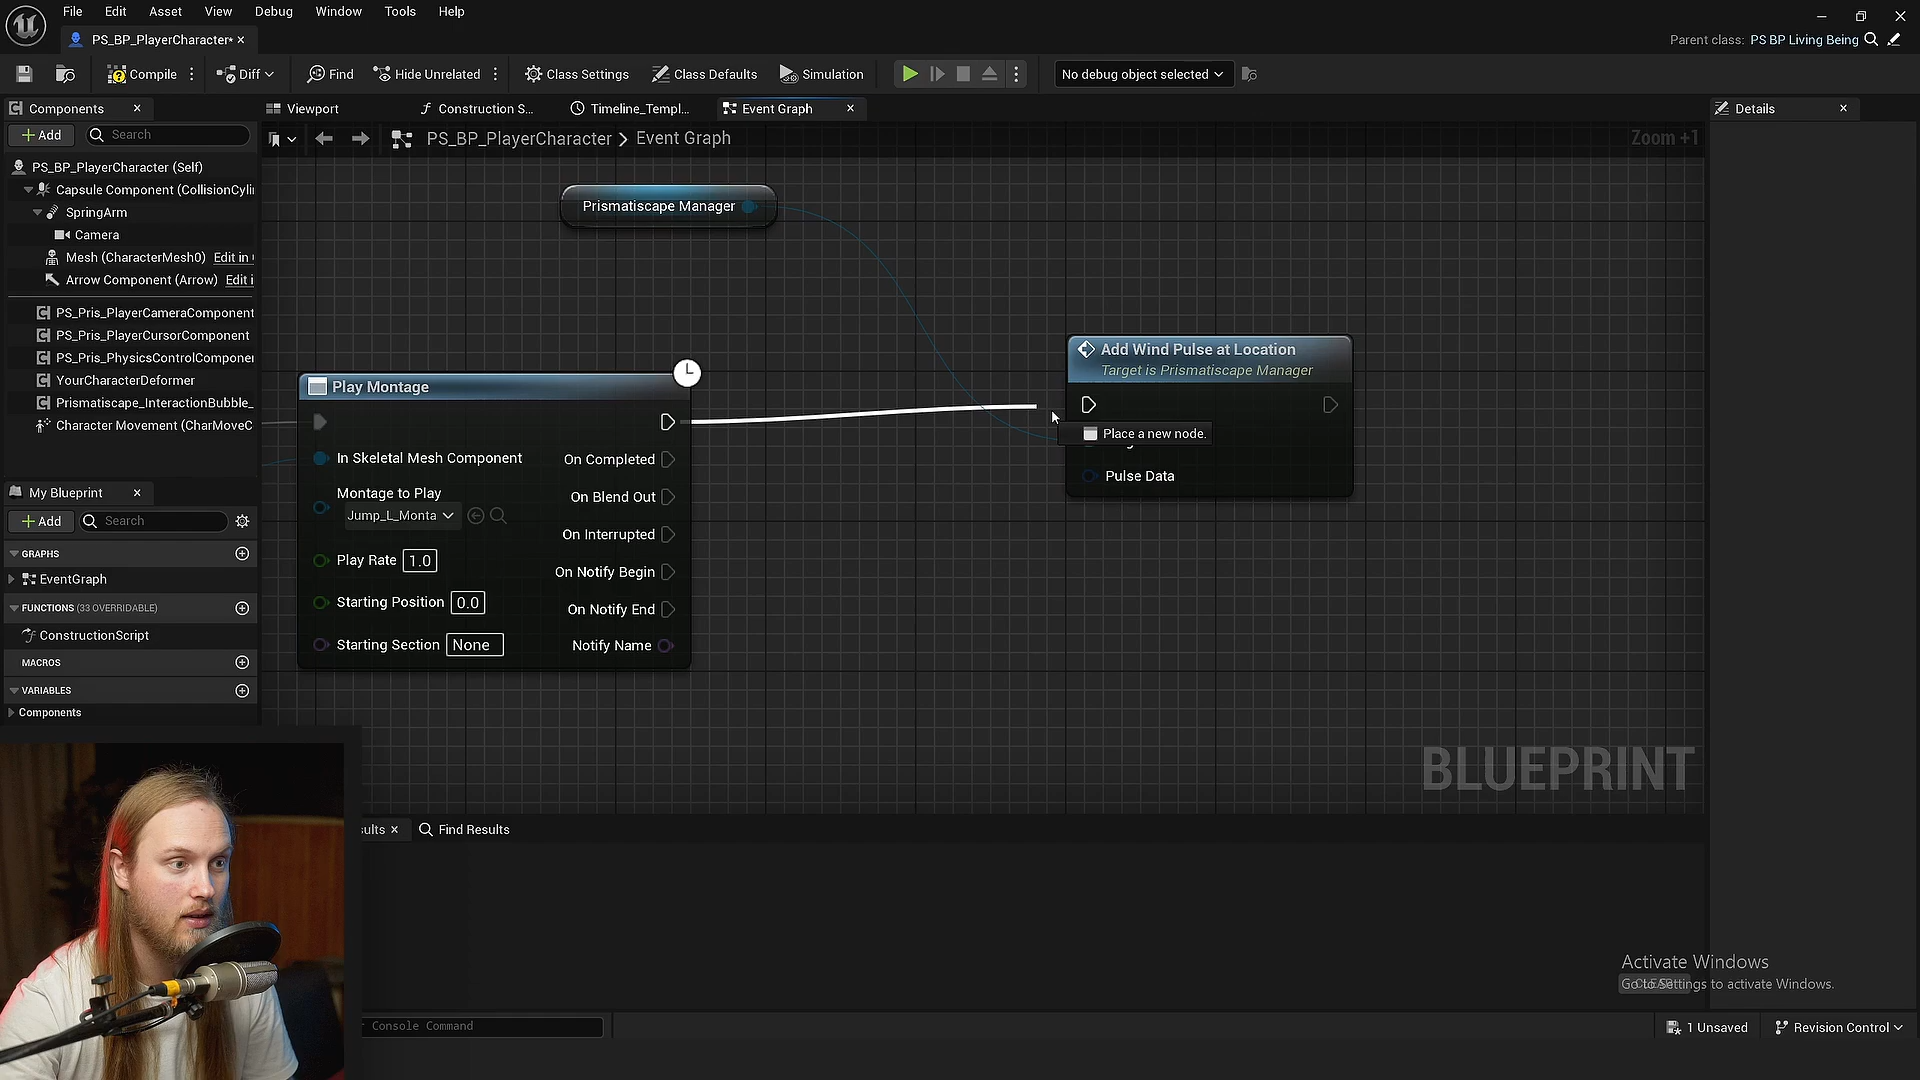 File Edit Asset View Debug Window Tools Help
PS_BP_PlayerCharacter*
Parent class: PS BP Living Being
Compile
Diff
Find
Hide Unrelated
Class Settings
Class Defaults
Simulation
No debug object selected
Components
Viewport
Construction S...
Timeline_Templ...
Event Graph
Details
Add
Search
PS_BP_PlayerCharacter > Event Graph
Zoom +1
PS_BP_PlayerCharacter (Self)
Capsule Component (CollisionCyli
SpringArm
Camera
Mesh (CharacterMesh0) Edit in
Arrow Component (Arrow) Edit i
PS_Pris_PlayerCameraComponent
PS_Pris_PlayerCursorComponent
PS_Pris_PhysicsControlCompone
YourCharacterDeformer
Prismatiscape_InteractionBubble_
Character Movement (CharMoveC
My Blueprint
Add
Search
GRAPHS
EventGraph
FUNCTIONS (33 OVERRIDABLE)
ConstructionScript
MACROS
VARIABLES
Components
Prismatiscape Manager
Play Montage
In Skeletal Mesh Component
On Completed
Montage to Play
Jump_L_Monta
On Blend Out
On Interrupted
Play Rate 1.0
On Notify Begin
Starting Position 0.0
On Notify End
Starting Section None
Notify Name
Add Wind Pulse at Location
Target is Prismatiscape Manager
Place a new node.
Pulse Data
BLUEPRINT
sults
Find Results
Activate Windows
Go to Settings to activate Windows.
Console Command
1 Unsaved
Revision Control